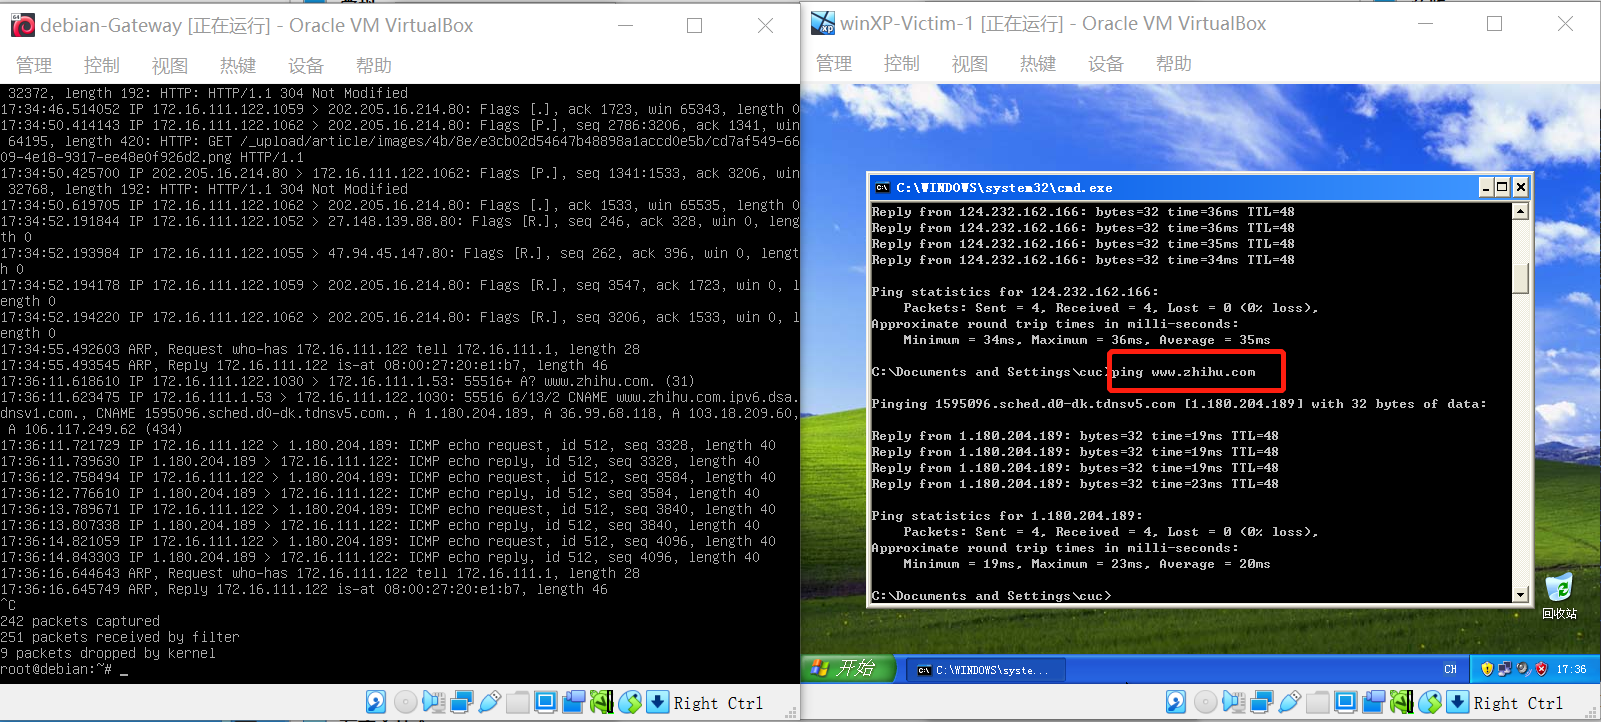 debian-Gateway [正在运行] - Oracle VM VirtualBox
管理 控制 视图 热键 设备 帮助
32372, length 192: HTTP: HTTP/1.1 304 Not Modified
17:34:46.514052 IP 172.16.111.122.1059 > 202.205.16.214.80: Flags [.], ack 1723, win 65343, length 0
17:34:50.414143 IP 172.16.111.122.1062 > 202.205.16.214.80: Flags [P.], seq 2786:3206, ack 1341, win
64195, length 420: HTTP: GET /_upload/article/images/4b/8e/e3cb02d54647b48898a1accd0e5b/cd7af549-66
09-4e18-9317-ee48e0f926d2.png HTTP/1.1
17:34:50.425700 IP 202.205.16.214.80 > 172.16.111.122.1062: Flags [P.], seq 1341:1533, ack 3206, win
32768, length 192: HTTP: HTTP/1.1 304 Not Modified
17:34:50.619705 IP 172.16.111.122.1062 > 202.205.16.214.80: Flags [.], ack 1533, win 65535, length 0
17:34:52.191844 IP 172.16.111.122.1052 > 27.148.139.88.80: Flags [R.], seq 246, ack 328, win 0, leng
th 0
17:34:52.193984 IP 172.16.111.122.1055 > 47.94.45.147.80: Flags [R.], seq 262, ack 396, win 0, lengt
h 0
17:34:52.194178 IP 172.16.111.122.1059 > 202.205.16.214.80: Flags [R.], seq 3547, ack 1723, win 0, l
ength 0
17:34:52.194220 IP 172.16.111.122.1062 > 202.205.16.214.80: Flags [R.], seq 3206, ack 1533, win 0, l
ength 0
17:34:55.492603 ARP, Request who-has 172.16.111.122 tell 172.16.111.1, length 28
17:34:55.493545 ARP, Reply 172.16.111.122 is-at 08:00:27:20:e1:b7, length 46
17:36:11.618610 IP 172.16.111.122.1030 > 172.16.111.1.53: 55516+ A? www.zhihu.com. (31)
17:36:11.623475 IP 172.16.111.1.53 > 172.16.111.122.1030: 55516 6/13/2 CNAME www.zhihu.com.ipv6.dsa.
dnsv1.com., CNAME 1595096.sched.d0-dk.tdnsv5.com., A 1.180.204.189, A 36.99.68.118, A 103.18.209.60,
A 106.117.249.62 (434)
17:36:11.721729 IP 172.16.111.122 > 1.180.204.189: ICMP echo request, id 512, seq 3328, length 40
17:36:11.739630 IP 1.180.204.189 > 172.16.111.122: ICMP echo reply, id 512, seq 3328, length 40
17:36:12.758494 IP 172.16.111.122 > 1.180.204.189: ICMP echo request, id 512, seq 3584, length 40
17:36:12.776610 IP 1.180.204.189 > 172.16.111.122: ICMP echo reply, id 512, seq 3584, length 40
17:36:13.789671 IP 172.16.111.122 > 1.180.204.189: ICMP echo request, id 512, seq 3840, length 40
17:36:13.807338 IP 1.180.204.189 > 172.16.111.122: ICMP echo reply, id 512, seq 3840, length 40
17:36:14.821059 IP 172.16.111.122 > 1.180.204.189: ICMP echo request, id 512, seq 4096, length 40
17:36:14.843303 IP 1.180.204.189 > 172.16.111.122: ICMP echo reply, id 512, seq 4096, length 40
17:36:16.644643 ARP, Request who-has 172.16.111.122 tell 172.16.111.1, length 28
17:36:16.645749 ARP, Reply 172.16.111.122 is-at 08:00:27:20:e1:b7, length 46
^C
242 packets captured
251 packets received by filter
9 packets dropped by kernel
root@debian:~# _
Right Ctrl
winXP-Victim-1 [正在运行] - Oracle VM VirtualBox
管理 控制 视图 热键 设备 帮助
C:\WINDOWS\system32\cmd.exe
Reply from 124.232.162.166: bytes=32 time=36ms TTL=48
Reply from 124.232.162.166: bytes=32 time=36ms TTL=48
Reply from 124.232.162.166: bytes=32 time=35ms TTL=48
Reply from 124.232.162.166: bytes=32 time=34ms TTL=48
Ping statistics for 124.232.162.166:
Packets: Sent = 4, Received = 4, Lost = 0 (0% loss),
Approximate round trip times in milli-seconds:
Minimum = 34ms, Maximum = 36ms, Average = 35ms
C:\Documents and Settings\cuc>ping www.zhihu.com
Pinging 1595096.sched.d0-dk.tdnsv5.com [1.180.204.189] with 32 bytes of data:
Reply from 1.180.204.189: bytes=32 time=19ms TTL=48
Reply from 1.180.204.189: bytes=32 time=19ms TTL=48
Reply from 1.180.204.189: bytes=32 time=19ms TTL=48
Reply from 1.180.204.189: bytes=32 time=23ms TTL=48
Ping statistics for 1.180.204.189:
Packets: Sent = 4, Received = 4, Lost = 0 (0% loss),
Approximate round trip times in milli-seconds:
Minimum = 19ms, Maximum = 23ms, Average = 20ms
C:\Documents and Settings\cuc>
回收站
开始
C:\WINDOWS\syste...
CH
17:36
Right Ctrl